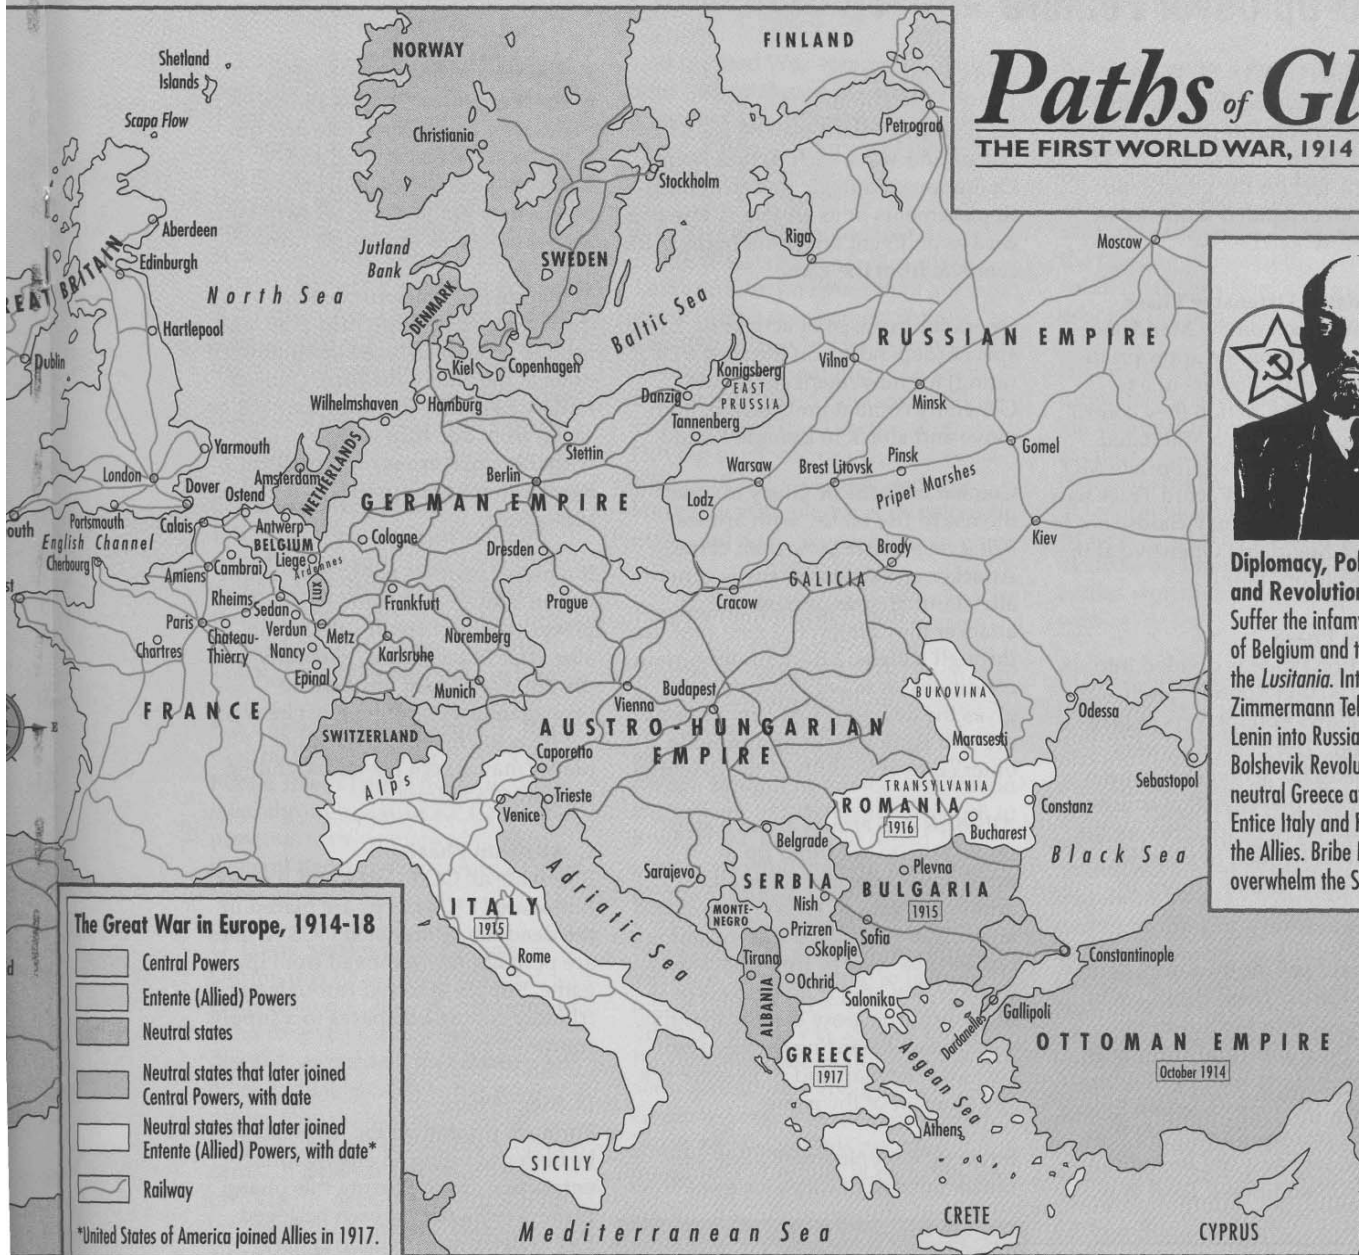 NORWAY
FINLAND
Shetland
Islands
Scapa Flow
Christiania
Petrograd
Paths of Gl
THE FIRST WORLD WAR, 1914
Stockholm
Aberdeen
Edinburgh
Jutland
Bank
SWEDEN
Riga
Moscow
REAT BRITAIN
North Sea
DENMARK
Baltic Sea
Hartlepool
RUSSIAN EMPIRE
Dublin
Kiel
Copenhagen
Konigsberg
EAST
PRUSSIA
Vilna
Wilhelmshaven
Hamburg
Danzig
Minsk
Tannenberg
Yarmouth
Stettin
Gomel
London
Amsterdam
NETHERLANDS
Berlin
Warsaw
Brest Litovsk
Pinsk
Pripet Marshes
Dover
Ostend
GERMAN EMPIRE
Lodz
outh
Portsmouth
Calais
Antwerp
Kiev
English Channel
BELGIUM
Cologne
Cherbourg
Cambrai
Liege
Ardennes
Dresden
Brody
Amiens
LUX
GALICIA
st
Rheims
Sedan
Frankfurt
Prague
Cracow
Paris
Chateau-
Thierry
Verdun
Metz
Nuremberg
Chartres
Nancy
Karlsruhe
Epinal
Munich
Vienna
Budapest
BUKOVINA
Odessa
FRANCE
SWITZERLAND
AUSTRO-HUNGARIAN
EMPIRE
E
Marasesti
Caporetto
Sebastopol
Alps
TRANSYLVANIA
Venice
Trieste
ROMANIA
1916
Constanz
Bucharest
Belgrade
Black Sea
Sarajevo
Plevna
SERBIA
BULGARIA
1915
Adriatic Sea
ITALY
1915
MONTE-
NEGRO
Nish
Prizren
Sofia
Rome
Skoplje
Constantinople
Tirana
Ochrid
ALBANIA
Salonika
Gallipoli
Dardanelles
OTTOMAN EMPIRE
October 1914
GREECE
1917
Aegean Sea
Athens
SICILY
CRETE
CYPRUS
Mediterranean Sea
d
The Great War in Europe, 1914-18
Central Powers
Entente (Allied) Powers
Neutral states
Neutral states that later joined
Central Powers, with date
Neutral states that later joined
Entente (Allied) Powers, with date*
Railway
*United States of America joined Allies in 1917.
Diplomacy, Pol
and Revolution
Suffer the infam
of Belgium and t
the Lusitania. Int
Zimmermann Tel
Lenin into Russia
Bolshevik Revolu
neutral Greece a
Entice Italy and
the Allies. Bribe
overwhelm the S